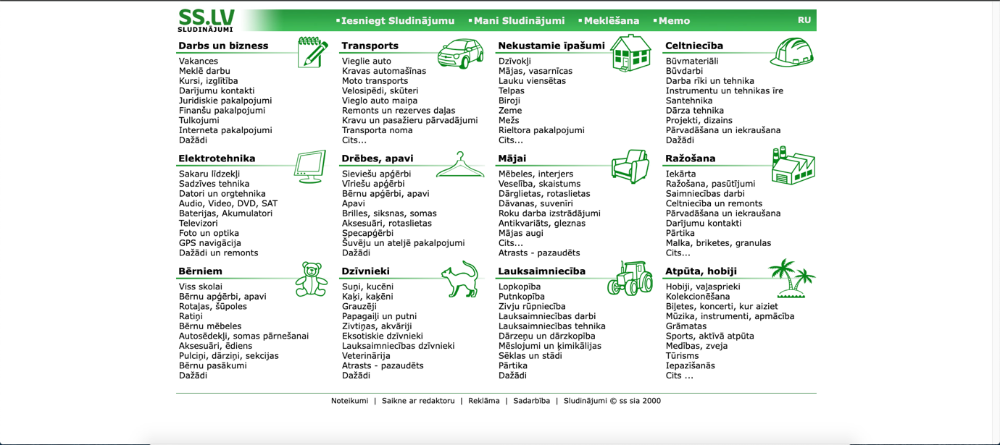 SS.LV
SLUDINĀJUMI
Iesniegt Sludinājumu
Mani Sludinājumi
Meklēšana
Memo
RU
Darbs un bizness
Vakances
Meklē darbu
Kursi, izglītība
Darījumu kontakti
Juridiskie pakalpojumi
Finanšu pakalpojumi
Tulkojumi
Interneta pakalpojumi
Dažādi
Transports
Vieglie auto
Kravas automašīnas
Moto transports
Velosipēdi, skūteri
Vieglo auto maiņa
Remonts un rezerves daļas
Kravu un pasažieru pārvadājumi
Transporta noma
Cits...
Nekustamie īpašumi
Dzīvokļi
Mājas, vasarnīcas
Lauku viensētas
Telpas
Biroji
Zeme
Mežs
Rieltora pakalpojumi
Cits...
Celtniecība
Būvmateriāli
Būvdarbi
Darba rīki un tehnika
Instrumentu un tehnikas īre
Santehnika
Dārza tehnika
Projekti, dizains
Pārvadāšana un iekraušana
Dažādi
Elektrotehnika
Sakaru līdzekļi
Sadzīves tehnika
Datori un orgtehnika
Audio, Video, DVD, SAT
Baterijas, Akumulatori
Televizori
Foto un optika
GPS navigācija
Dažādi un remonts
Drēbes, apavi
Sieviešu apģērbi
Vīriešu apģērbi
Bērnu apģērbi, apavi
Apavi
Brilles, siksnas, somas
Aksesuāri, rotaslietas
Specapģērbi
Šuvēju un ateljē pakalpojumi
Dažādi
Mājai
Mēbeles, interjers
Veselība, skaistums
Dārglietas, rotaslietas
Dāvanas, suvenīri
Roku darba izstrādājumi
Antikvariāts, gleznas
Mājas augi
Cits...
Atrasts - pazaudēts
Ražošana
Iekārta
Ražošana, pasūtījumi
Saimniecības darbi
Celtniecība un remonts
Pārvadāšana un iekraušana
Darījumu kontakti
Pārtika
Malka, briketes, granulas
Cits...
Bērniem
Viss skolai
Bērnu apģērbi, apavi
Rotaļas, šūpoles
Ratiņi
Bērnu mēbeles
Autosēdekļi, somas pārnešanai
Aksesuāri, ēdiens
Pulciņi, dārziņi, sekcijas
Bērnu pasākumi
Dažādi
Dzīvnieki
Suņi, kucēni
Kaķi, kaķēni
Grauzēji
Papagaiļi un putni
Zivtiņas, akvāriji
Eksotiskie dzīvnieki
Lauksaimniecības dzīvnieki
Veterinārija
Atrasts - pazaudēts
Dažādi
Lauksaimniecība
Lopkopība
Putnkopība
Zivju rūpniecība
Lauksaimniecības darbi
Lauksaimniecības tehnika
Dārzeņu un dārzkopība
Mēslojumi un ķimikālijas
Sēklas un stādi
Pārtika
Dažādi
Atpūta, hobiji
Hobiji, vaļasprieki
Kolekcionēšana
Biļetes, koncerti, kur aiziet
Mūzika, instrumenti, apmācība
Grāmatas
Sports, aktīvā atpūta
Medības, zveja
Tūrisms
Iepazīšanās
Cits ...
Noteikumi | Saikne ar redaktoru | Reklāma | Sadarbība | Sludinājumi © ss sia 2000